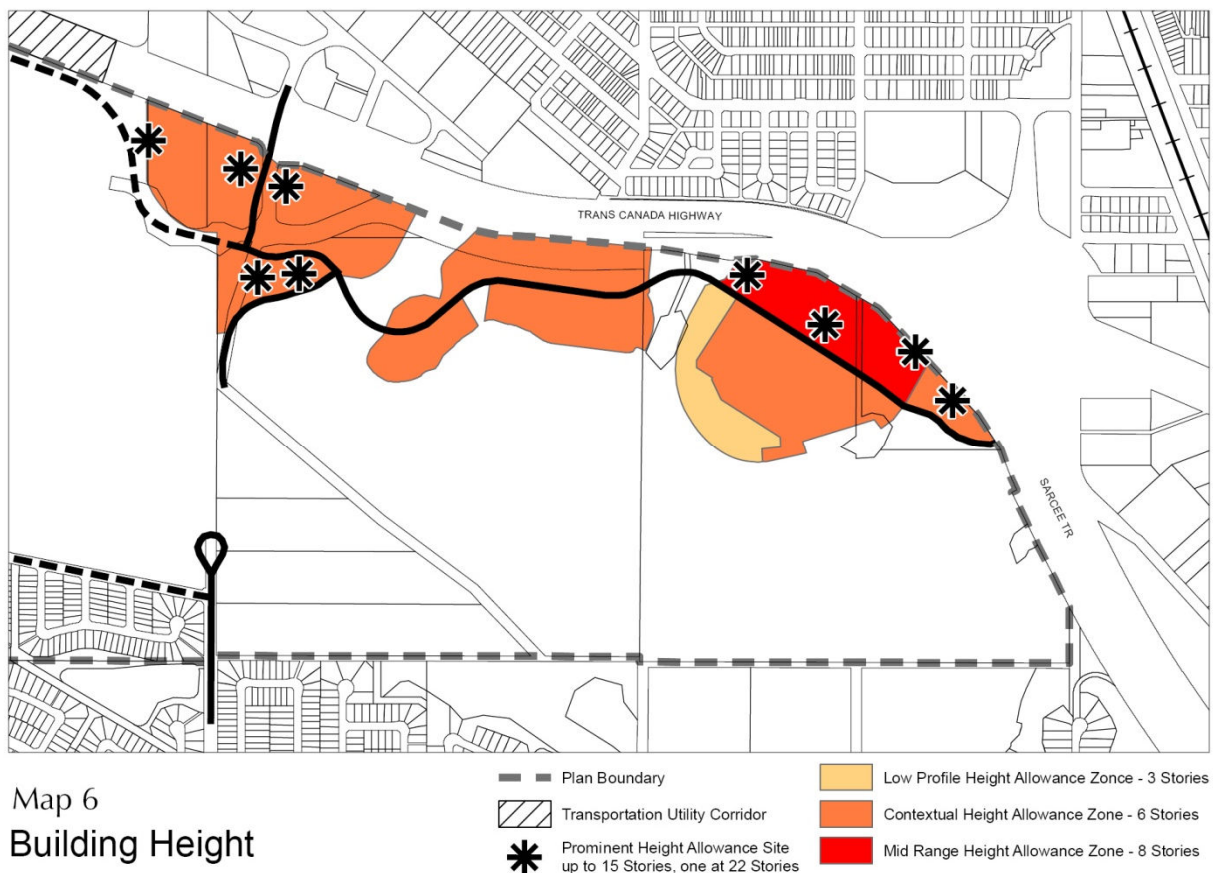 TRANS CANADA HIGHWAY
SARCEE TR
Map 6
Building Height
Plan Boundary
Transportation Utility Corridor
Prominent Height Allowance Site
up to 15 Stories, one at 22 Stories
Low Profile Height Allowance Zonce - 3 Stories
Contextual Height Allowance Zone - 6 Stories
Mid Range Height Allowance Zone - 8 Stories